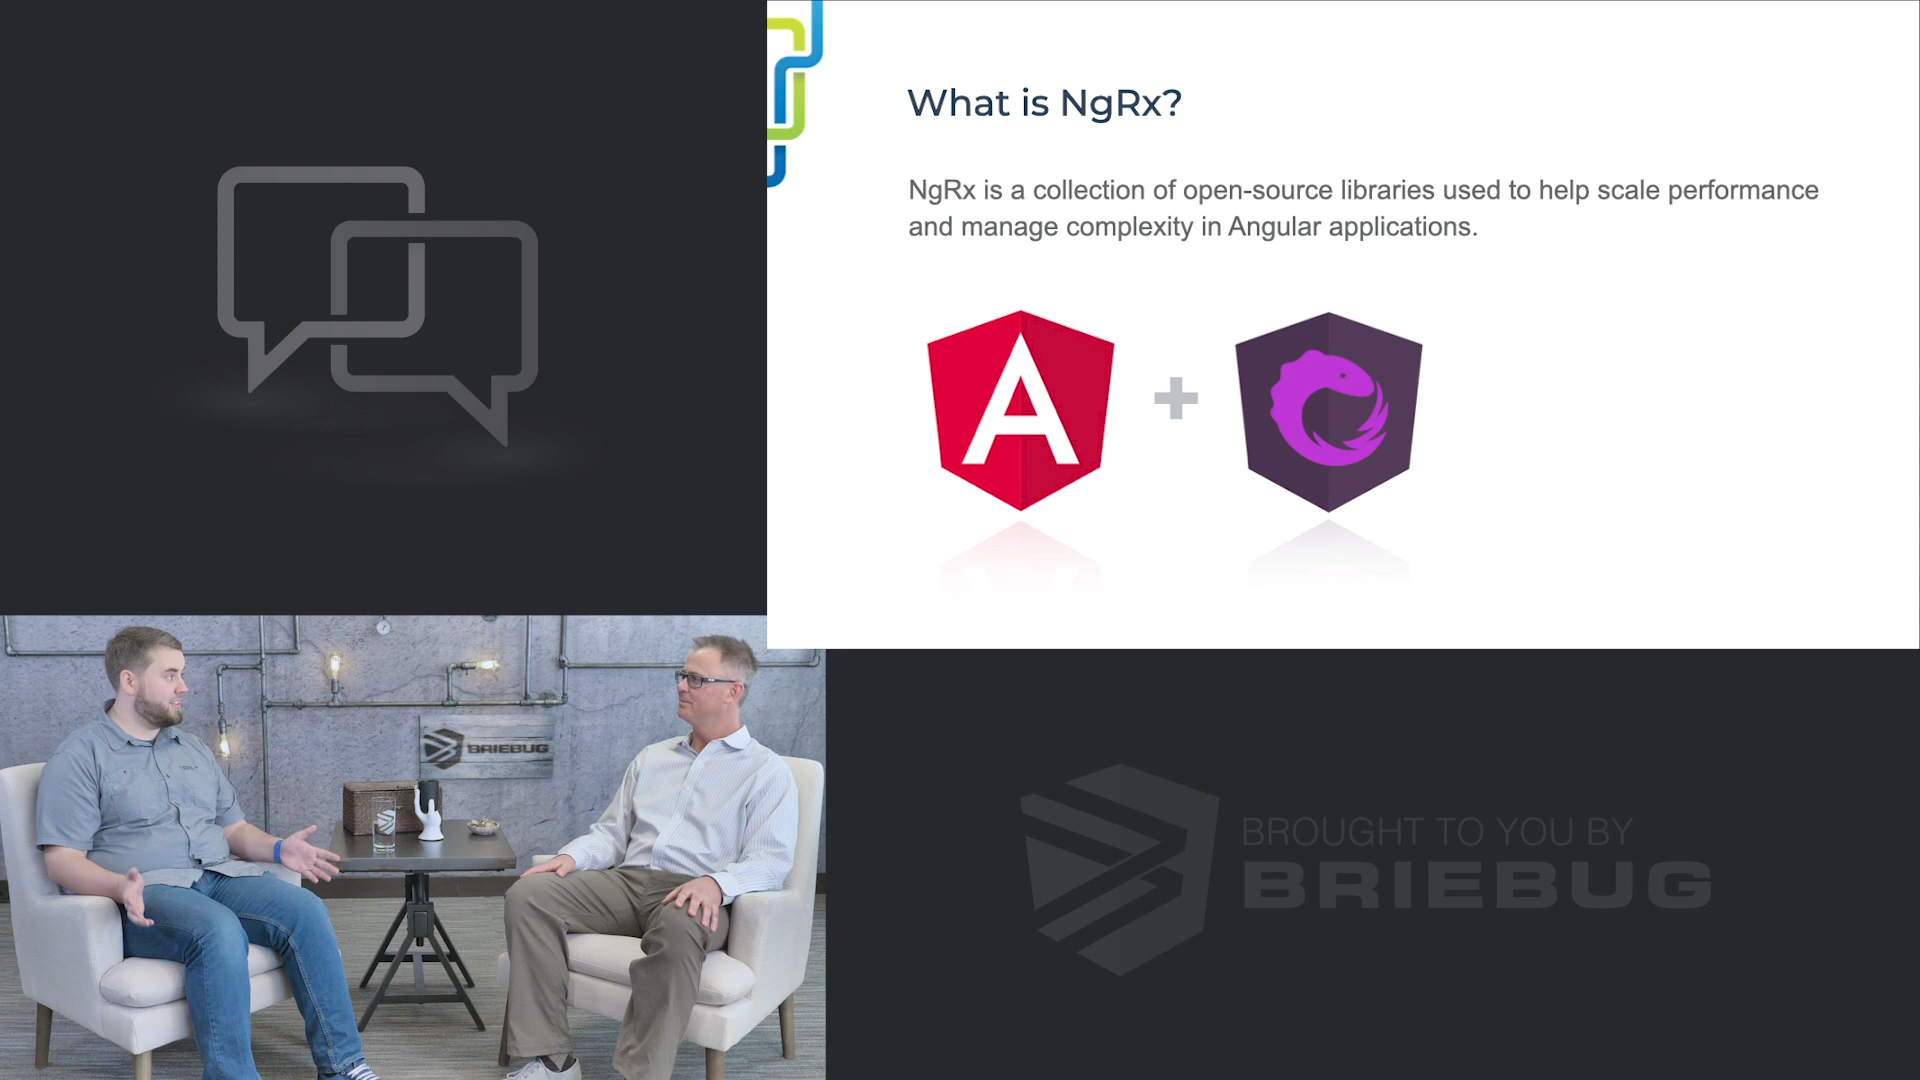 What is NgRx?
NgRx is a collection of open-source libraries used to help scale performance
and manage complexity in Angular applications.
BRIEBUG
BROUGHT TO YOU BY
BRIEBUG